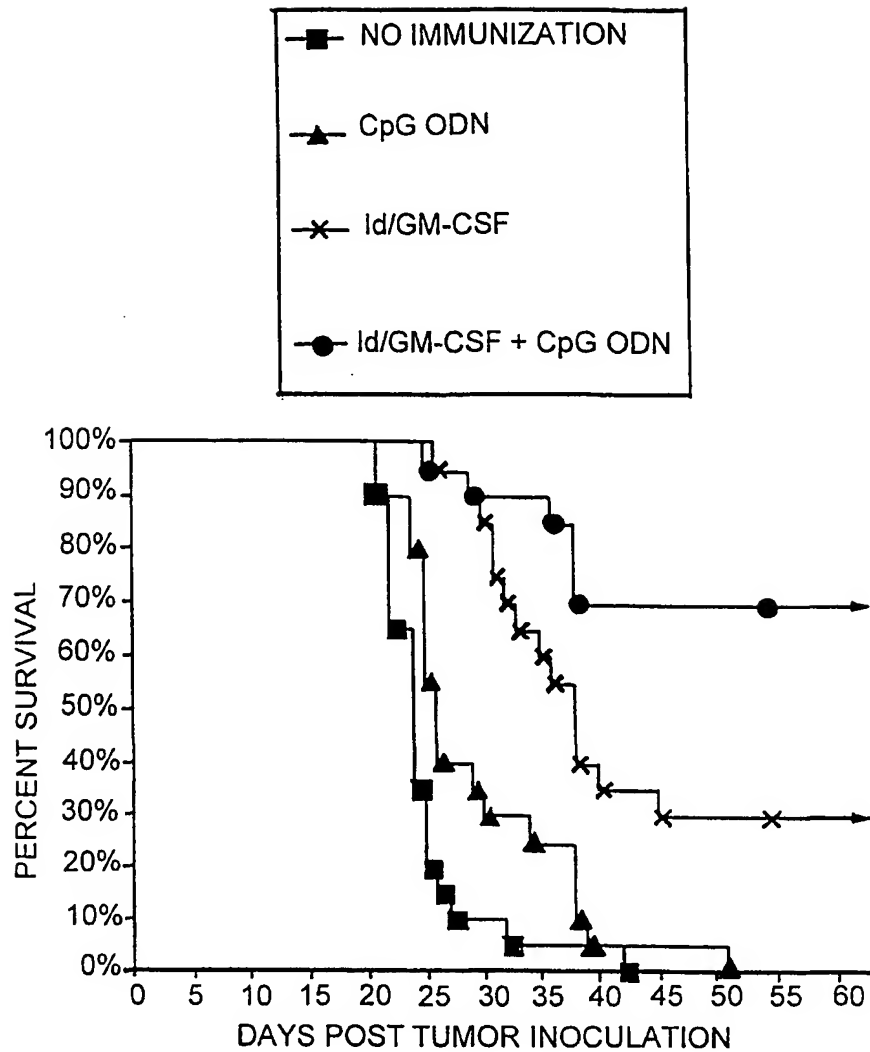 NO IMMUNIZATION
CpG ODN
Id/GM-CSF
Id/GM-CSF + CpG ODN
100%
90%
80%
70%
60%
50%
40%
30%
20%
10%
0%
PERCENT SURVIVAL
0 5 10 15 20 25 30 35 40 45 50 55 60
DAYS POST TUMOR INOCULATION